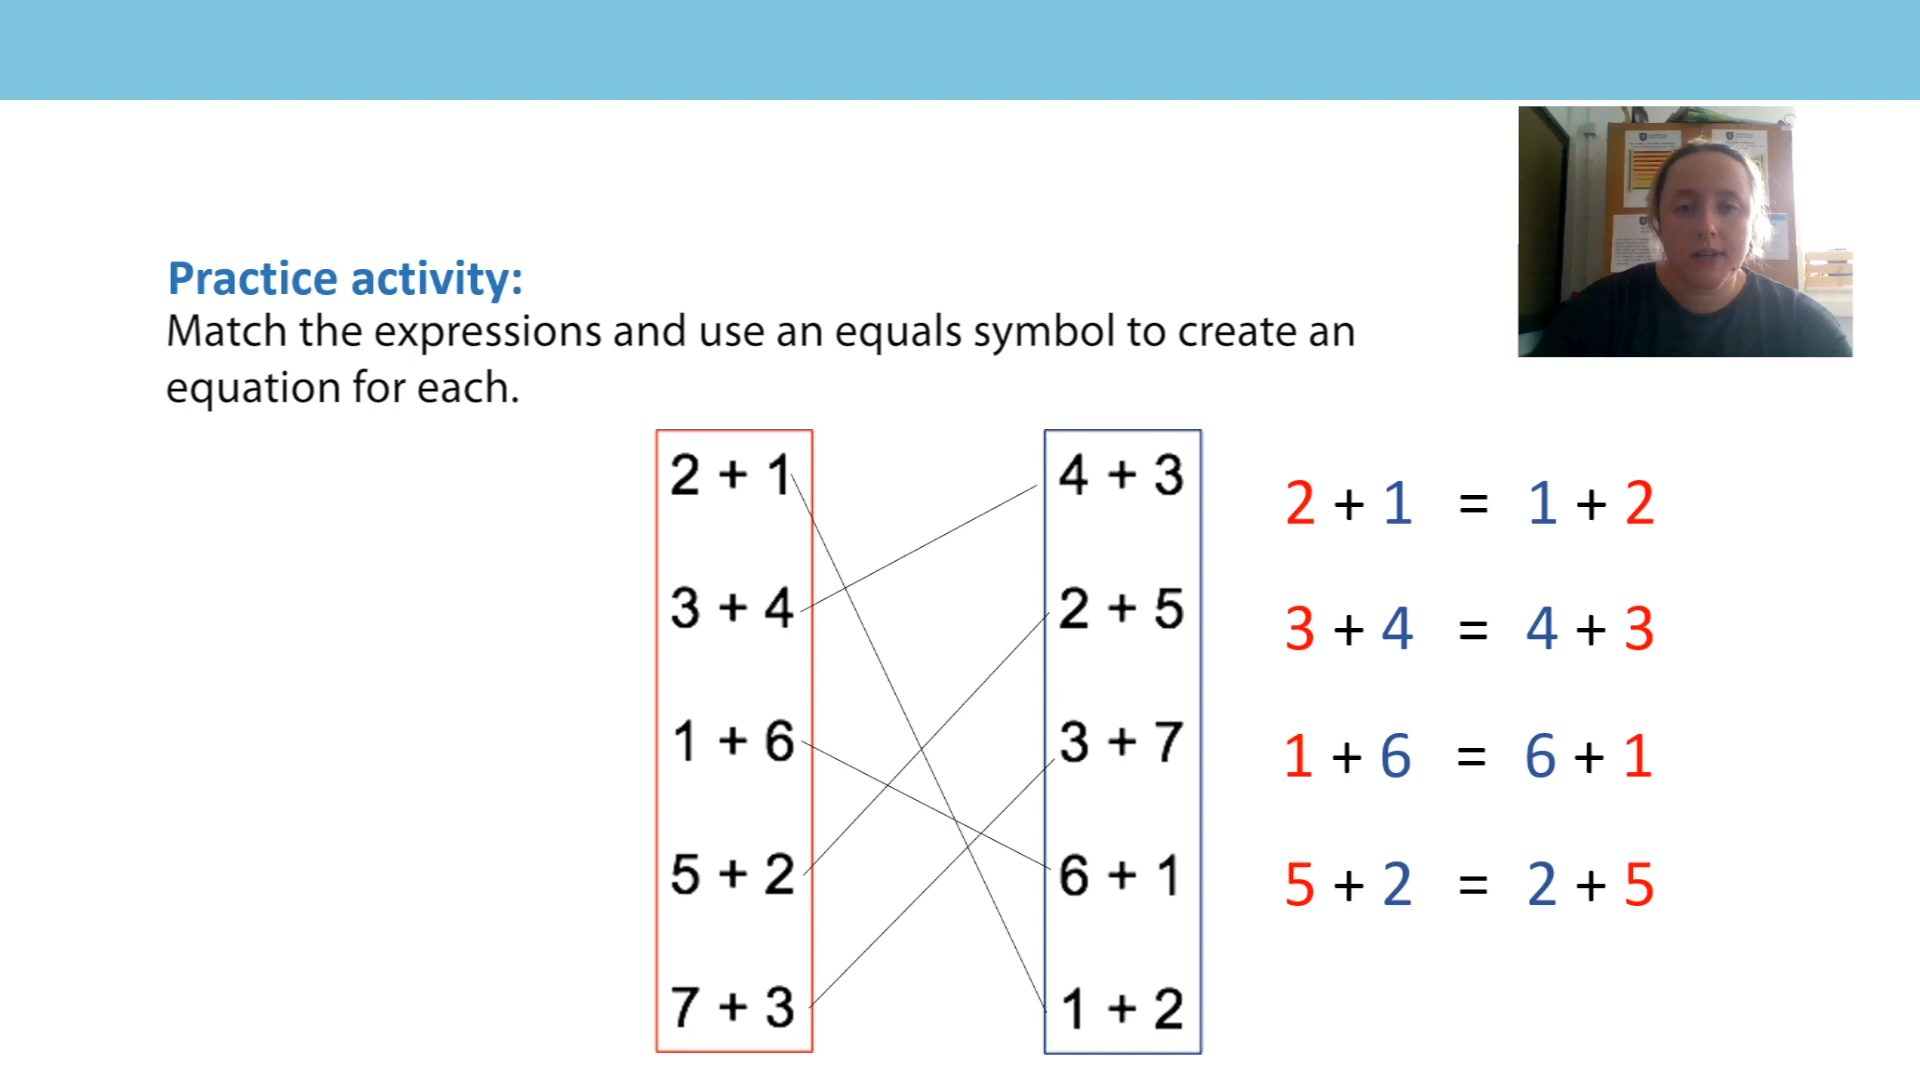 Practice activity:
Match the expressions and use an equals symbol to create an
equation for each.
2 + 1
3 + 4
1 + 6
5 + 2
7 + 3
4 + 3
2 + 5
3 + 7
6 + 1
1 + 2
2 + 1 = 1 + 2
3 + 4 = 4 + 3
1 + 6 = 6 + 1
5 + 2 = 2 + 5